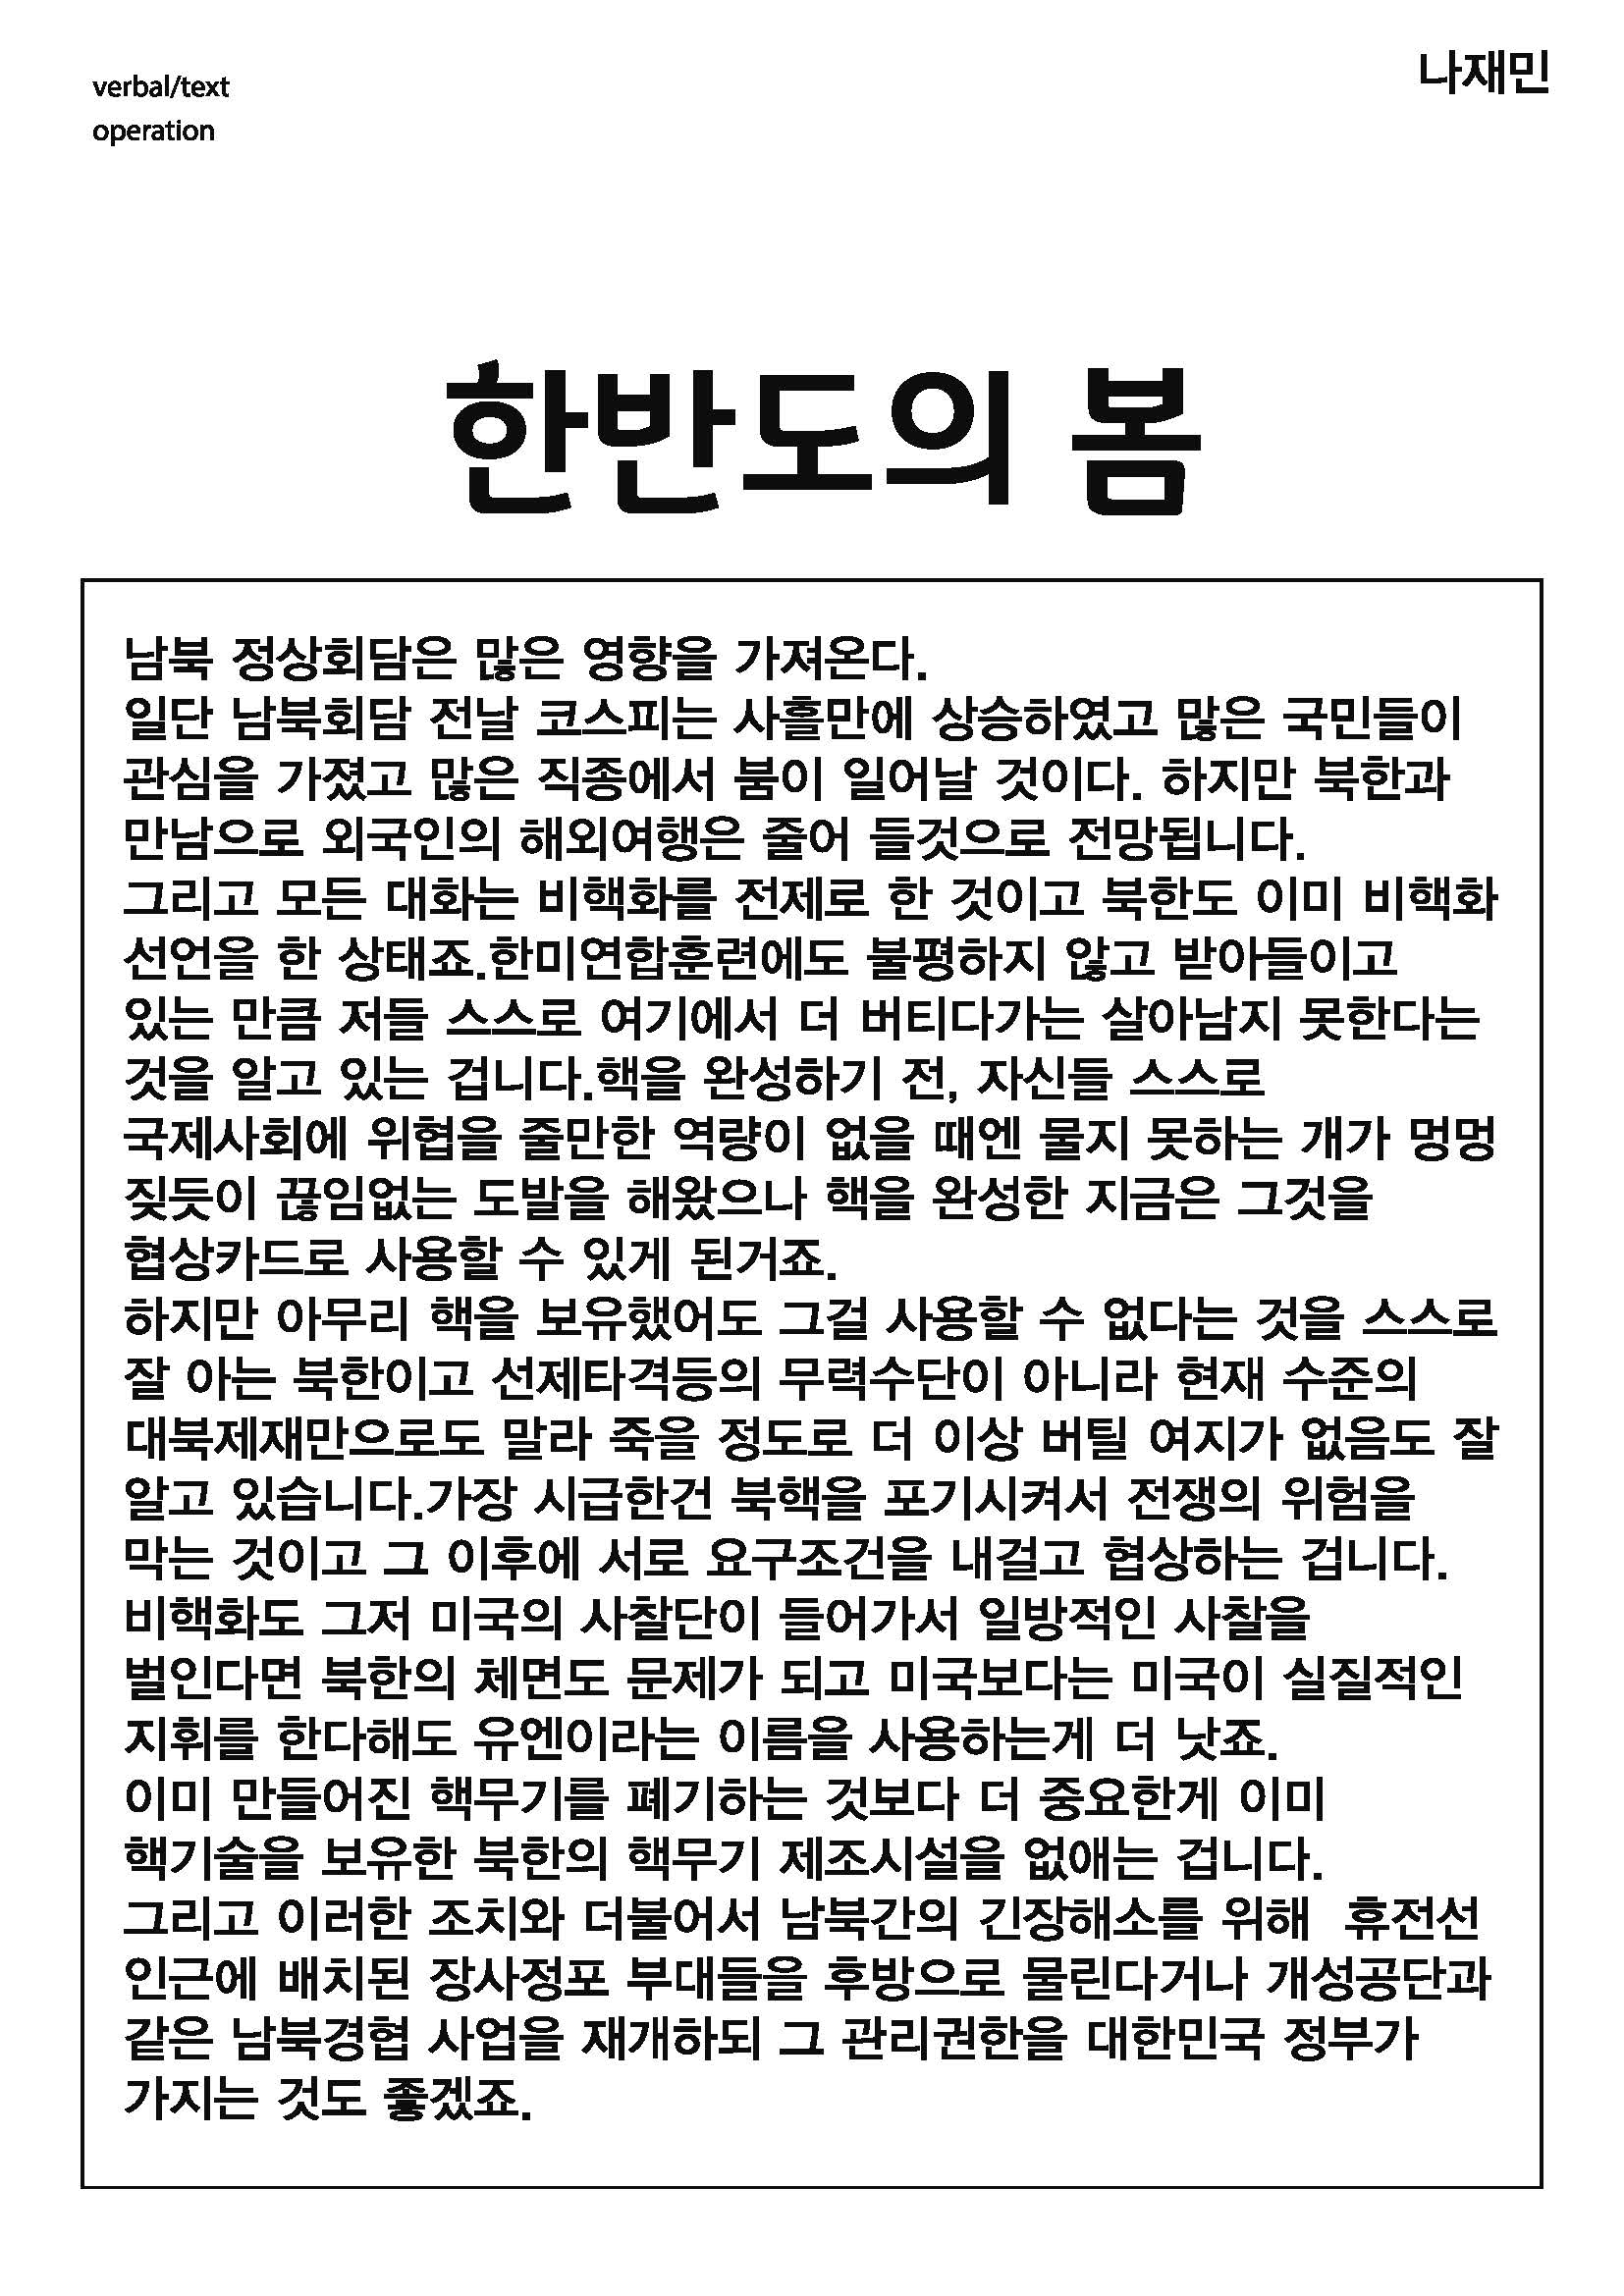 verbal/text
operation
나재민
한반도의 봄
남북 정상회담은 많은 영향을 가져온다.
일단 남북회담 전날 코스피는 사흘만에 상승하였고 많은 국민들이
관심을 가졌고 많은 직종에서 붐이 일어날 것이다. 하지만 북한과
만남으로 외국인의 해외여행은 줄어 들것으로 전망됩니다.
그리고 모든 대화는 비핵화를 전제로 한 것이고 북한도 이미 비핵화
선언을 한 상태죠.한미연합훈련에도 불평하지 않고 받아들이고
있는 만큼 저들 스스로 여기에서 더 버티다가는 살아남지 못한다는
것을 알고 있는 겁니다.핵을 완성하기 전, 자신들 스스로
국제사회에 위협을 줄만한 역량이 없을 때엔 물지 못하는 개가 멍멍
짖듯이 끊임없는 도발을 해왔으나 핵을 완성한 지금은 그것을
협상카드로 사용할 수 있게 된거죠.
하지만 아무리 핵을 보유했어도 그걸 사용할 수 없다는 것을 스스로
잘 아는 북한이고 선제타격등의 무력수단이 아니라 현재 수준의
대북제재만으로도 말라 죽을 정도로 더 이상 버틸 여지가 없음도 잘
알고 있습니다.가장 시급한건 북핵을 포기시켜서 전쟁의 위험을
막는 것이고 그 이후에 서로 요구조건을 내걸고 협상하는 겁니다.
비핵화도 그저 미국의 사찰단이 들어가서 일방적인 사찰을
벌인다면 북한의 체면도 문제가 되고 미국보다는 미국이 실질적인
지휘를 한다해도 유엔이라는 이름을 사용하는게 더 낫죠.
이미 만들어진 핵무기를 폐기하는 것보다 더 중요한게 이미
핵기술을 보유한 북한의 핵무기 제조시설을 없애는 겁니다.
그리고 이러한 조치와 더불어서 남북간의 긴장해소를 위해 휴전선
인근에 배치된 장사정포 부대들을 후방으로 물린다거나 개성공단과
같은 남북경협 사업을 재개하되 그 관리권한을 대한민국 정부가
가지는 것도 좋겠죠.